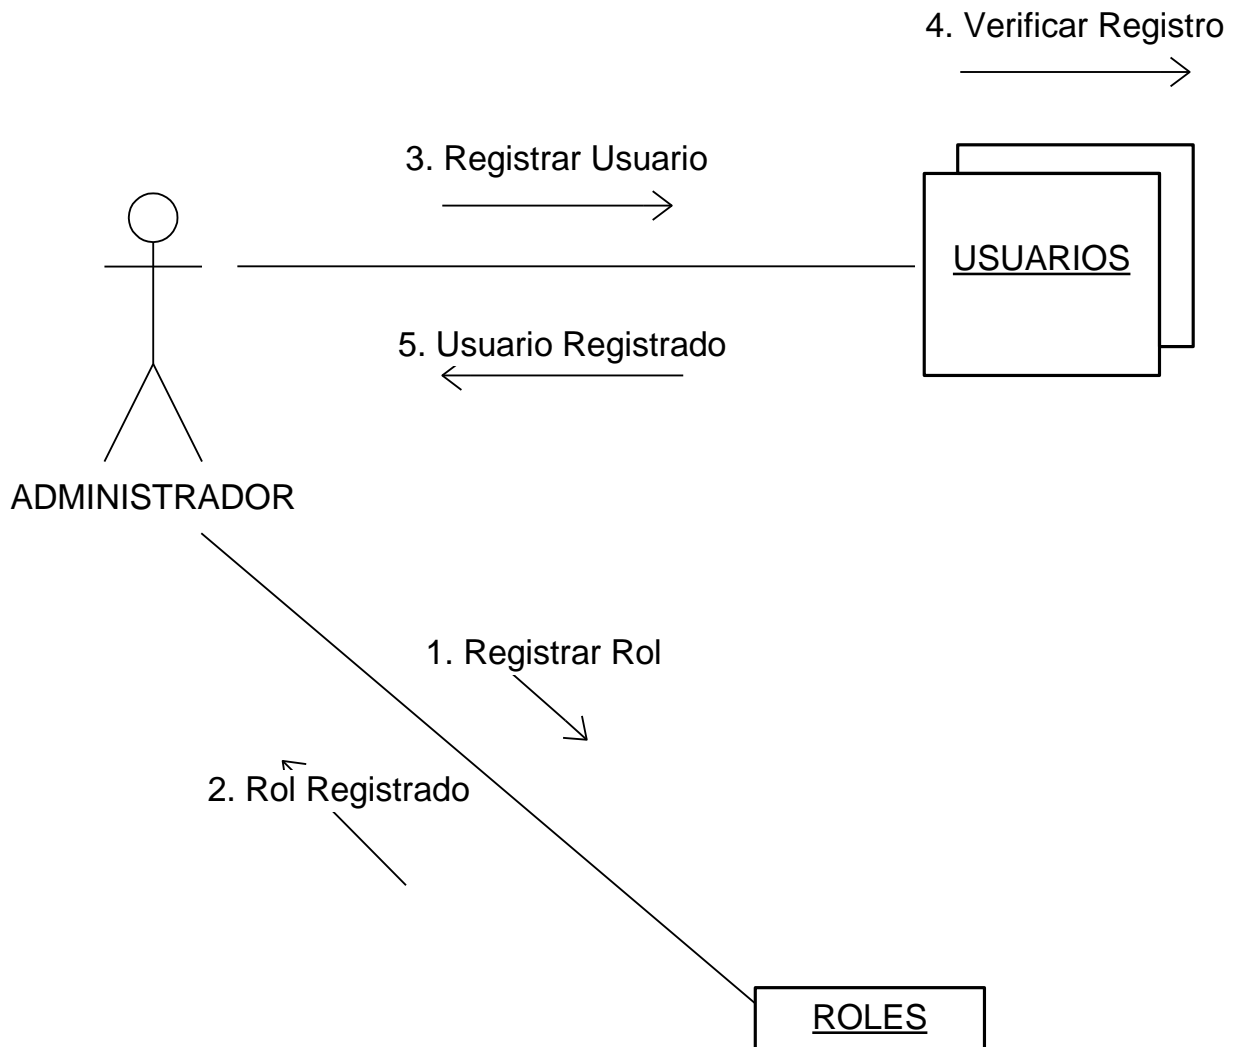 4. Verificar Registro
3. Registrar Usuario
USUARIOS
5. Usuario Registrado
ADMINISTRADOR
1. Registrar Rol
2. Rol Registrado
ROLES